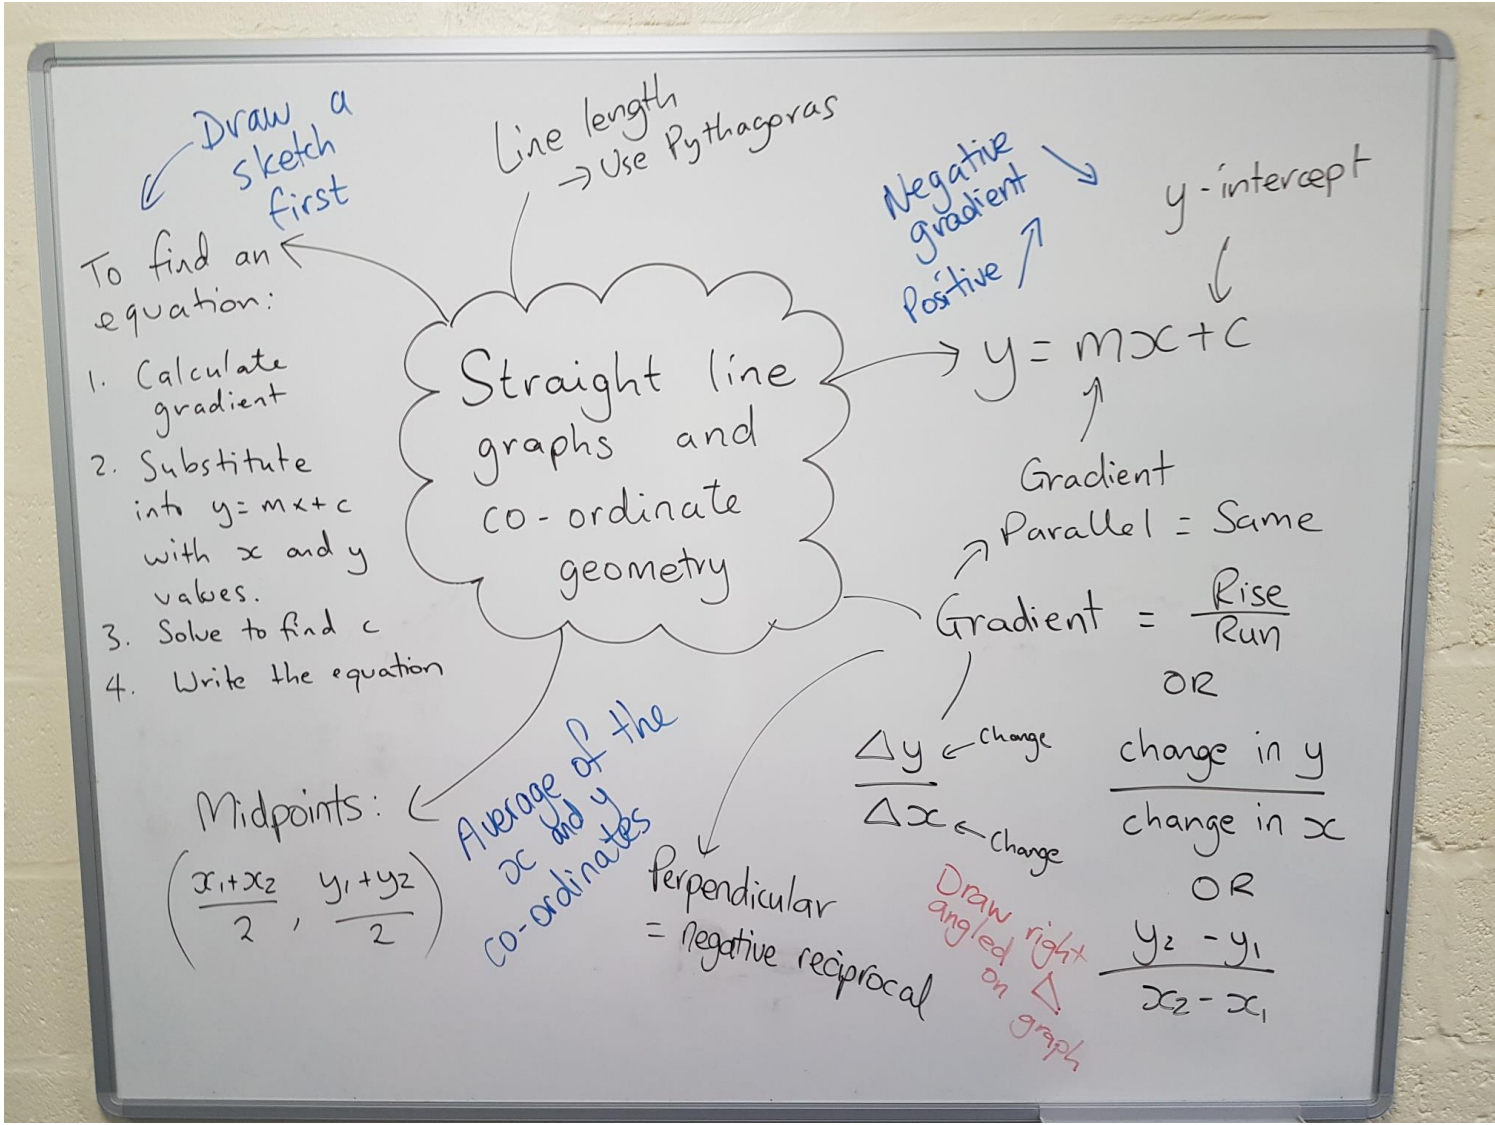 Straight line
graphs and
co-ordinate
geometry
Draw a
sketch
first
To find an
equation:
1. Calculate
gradient
2. Substitute
into y = mx + c
with x and y
values.
3. Solve to find c
4. Write the equation
Line length
→ Use Pythagoras
Negative
gradient
Positive
y-intercept
y = mx + c
Gradient
Parallel = Same
Gradient = Rise
Run
OR
change in y
change in x
OR
y₂ - y₁
x₂ - x₁
Δy ← Change
Δx ← Change
Draw right
angled Δ
on
graph
Perpendicular
= negative reciprocal
Midpoints:
(x₁+x₂/2, y₁+y₂/2)
Average of the
x and y
co-ordinates